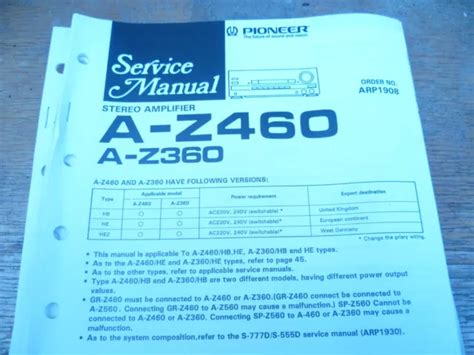 PIONEER
The future of sound and vision.
Service
Manual
ORDER NO.
ARP1908
STEREO AMPLIFIER
A-Z460
A-Z360
A-Z460 AND A-Z360 HAVE FOLLOWING VERSIONS:
Type Applicable model Power requirement Export destination
A-Z460 A-Z360
HB ○ ○ AC220V, 240V (switchable)* United Kingdom
HE ○ ○ AC220V, 240V (switchable)* European continent
HEZ ○ ○ AC220V, 240V (switchable)* West Germany
* Change the priary wiring.
• This manual is applicable To A-Z460/HB,HE, A-Z360/HB and HE types.
• As to the A-Z460/HE and A-Z360/HE types, refer to page 45.
• As to the other types, refer to applicable service manuals.
• Type A-Z460/HB and A-Z360/HB are two different models, having different power output
values.
• GR-Z460 must be connected to A-Z460 or A-Z360.(GR-Z460 connect be connected to
A-Z560. Connecting GR-Z460 to A-Z560 may cause a malfunction.) SP-Z560 Cannot be
connected to A-Z460 or A-Z360. Connecting SP-Z560 to A-460 or A-Z360 may cause a
malfunction.
• As to the system composition,refer to the S-777D/S-555D service manual (ARP1930).